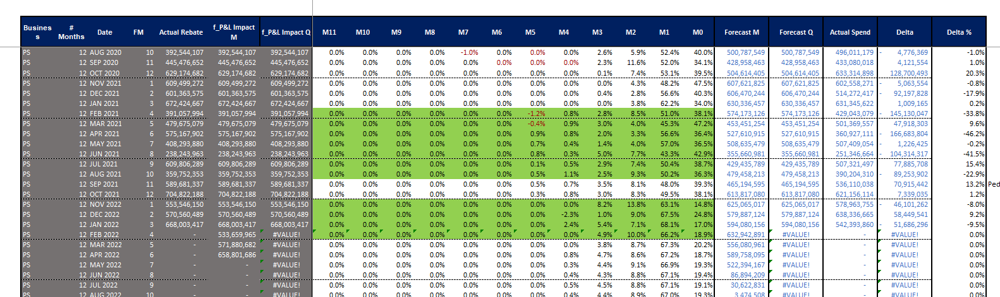 Busines s # Months Date FM Actual Rebate f_P&L Impact M f_P&L Impact Q M11 M10 M9 M8 M7 M6 M5 M4 M3 M2 M1 M0 Forecast M Forecast Q Actual Spend Delta Delta %
PS 12 AUG 2020 10 392,544,107 392,544,107 392,544,107 0.0% 0.0% 0.0% 0.0% -1.0% 0.0% 0.0% 0.0% 2.6% 5.9% 52.4% 40.0% 500,787,549 500,787,549 496,011,179 - 4,776,369 -1.0%
PS 12 SEP 2020 11 445,476,652 445,476,652 445,476,652 0.0% 0.0% 0.0% 0.0% 0.0% 0.0% 0.0% 0.0% 2.3% 11.6% 52.0% 34.1% 428,958,463 428,958,463 433,080,018 4,121,554 1.0%
PS 12 OCT 2020 12 629,174,682 629,174,682 629,174,682 0.0% 0.0% 0.0% 0.0% 0.0% 0.0% 0.0% 0.0% 0.1% 7.4% 53.1% 39.5% 504,614,405 504,614,405 633,314,898 128,700,493 20.3%
PS 12 NOV 2021 1 609,499,272 609,499,272 609,499,272 0.0% 0.0% 0.0% 0.0% 0.0% 0.0% 0.0% 0.0% 0.0% 4.3% 48.2% 47.5% 607,621,825 607,621,825 602,558,271 - 5,063,554 -0.8%
PS 12 DEC 2021 2 601,363,575 601,363,575 601,363,575 0.0% 0.0% 0.0% 0.0% 0.0% 0.0% 0.0% 0.0% 0.4% 2.8% 56.6% 40.3% 606,470,244 606,470,244 514,272,417 - 92,197,828 -17.9%
PS 12 JAN 2021 3 672,424,667 672,424,667 672,424,667 0.0% 0.0% 0.0% 0.0% 0.0% 0.0% 0.0% 0.0% 0.0% 3.8% 62.2% 34.0% 630,336,457 630,336,457 631,345,622 1,009,165 0.2%
PS 12 FEB 2021 4 391,057,994 391,057,994 391,057,994 0.0% 0.0% 0.0% 0.0% 0.0% 0.0% -1.2% 0.8% 2.8% 8.5% 51.0% 38.1% 574,173,126 574,173,126 429,043,079 - 145,130,047 -33.8%
PS 12 MAR 2021 5 479,675,079 479,675,079 479,675,079 0.0% 0.0% 0.0% 0.0% 0.0% 0.0% -0.4% 0.9% 3.0% 4.0% 45.3% 47.2% 453,451,254 453,451,254 501,369,557 47,918,303 9.6%
PS 12 APR 2021 6 575,167,902 575,167,902 575,167,902 0.0% 0.0% 0.0% 0.0% 0.0% 0.0% 0.9% 0.8% 2.0% 3.3% 56.6% 36.4% 527,610,915 527,610,915 360,927,111 - 166,683,804 -46.2%
PS 12 MAY 2021 7 408,293,880 408,293,880 408,293,880 0.0% 0.0% 0.0% 0.0% 0.0% 0.0% 0.7% 0.4% 1.4% 4.0% 57.0% 36.5% 508,635,479 508,635,479 507,409,054 - 1,226,425 -0.2%
PS 12 JUN 2021 8 238,243,963 238,243,963 238,243,963 0.0% 0.0% 0.0% 0.0% 0.0% 0.0% 0.8% 0.3% 5.0% 7.7% 43.3% 42.9% 355,660,981 355,660,981 251,346,664 - 104,314,317 -41.5%
PS 12 JUL 2021 9 609,806,289 609,806,289 609,806,289 0.0% 0.0% 0.0% 0.0% 0.0% 0.0% 0.1% 0.5% 2.9% 7.4% 50.4% 38.7% 429,435,789 429,435,789 507,321,497 77,885,708 15.4%
PS 12 AUG 2021 10 359,752,353 359,752,353 359,752,353 0.0% 0.0% 0.0% 0.0% 0.0% 0.0% 0.5% 1.1% 2.5% 9.3% 50.2% 36.3% 479,458,213 479,458,213 390,204,310 - 89,253,902 -22.9%
PS 12 SEP 2021 11 589,681,337 589,681,337 589,681,337 0.0% 0.0% 0.0% 0.0% 0.0% 0.0% 0.5% 0.7% 3.5% 8.1% 48.0% 39.3% 465,194,595 465,194,595 536,110,038 70,915,442 13.2% Ped
PS 12 OCT 2021 12 704,822,188 704,822,188 704,822,188 0.0% 0.0% 0.0% 0.0% 0.0% 0.0% 0.3% 0.8% 3.0% 8.3% 49.5% 38.1% 613,817,080 613,817,080 621,156,114 7,339,035 1.2%
PS 12 NOV 2022 1 553,546,150 553,546,150 553,546,150 0.0% 0.0% 0.0% 0.0% 0.0% 0.0% 0.0% 0.0% 8.2% 13.8% 63.1% 14.8% 625,065,017 625,065,017 578,963,755 - 46,101,262 -8.0%
PS 12 DEC 2022 2 570,560,489 570,560,489 570,560,489 0.0% 0.0% 0.0% 0.0% 0.0% 0.0% 0.0% -2.3% 1.0% 9.0% 67.5% 24.8% 579,887,124 579,887,124 638,336,665 58,449,541 9.2%
PS 12 JAN 2022 3 668,003,417 668,003,417 668,003,417 0.0% 0.0% 0.0% 0.0% 0.0% 0.0% 0.0% 2.4% 5.4% 7.1% 68.1% 17.0% 594,080,156 594,080,156 542,393,860 - 51,686,296 -9.5%
PS 12 FEB 2022 4 - 533,659,965 #VALUE! 0.0% 0.0% 0.0% 0.0% 0.0% 0.0% 0.0% 0.0% 4.9% 10.0% 66.2% 18.9% 632,942,891 #VALUE! - #VALUE! 0.0%
PS 12 MAR 2022 5 - 571,880,682 #VALUE! 0.0% 0.0% 0.0% 0.0% 0.0% 0.0% 0.0% 0.0% 3.8% 8.7% 67.3% 20.2% 556,080,961 #VALUE! - #VALUE! 0.0%
PS 12 APR 2022 6 - 658,801,686 #VALUE! 0.0% 0.0% 0.0% 0.0% 0.0% 0.0% 0.0% 0.8% 4.7% 8.6% 67.2% 18.7% 589,758,095 #VALUE! - #VALUE! 0.0%
PS 12 MAY 2022 7 - - #VALUE! 0.0% 0.0% 0.0% 0.0% 0.0% 0.0% 0.0% 0.3% 4.4% 9.1% 66.9% 19.3% 522,394,167 #VALUE! - #VALUE! 0.0%
PS 12 JUN 2022 8 - - #VALUE! 0.0% 0.0% 0.0% 0.0% 0.0% 0.0% 0.0% 0.4% 4.3% 8.8% 67.1% 19.4% 86,894,209 #VALUE! - #VALUE! 0.0%
PS 12 JUL 2022 9 - - #VALUE! 0.0% 0.0% 0.0% 0.0% 0.0% 0.0% 0.0% 0.5% 4.5% 8.8% 67.1% 19.1% 30,622,831 #VALUE! - #VALUE! 0.0%
PS 12 AUG 2022 10 - - #VALUE! 0.0% 0.0% 0.0% 0.0% 0.0% 0.0% 0.0% 0.4% 4.4% 8.9% 67.0% 19.3% 3,474,508 #VALUE! - #VALUE! 0.0%